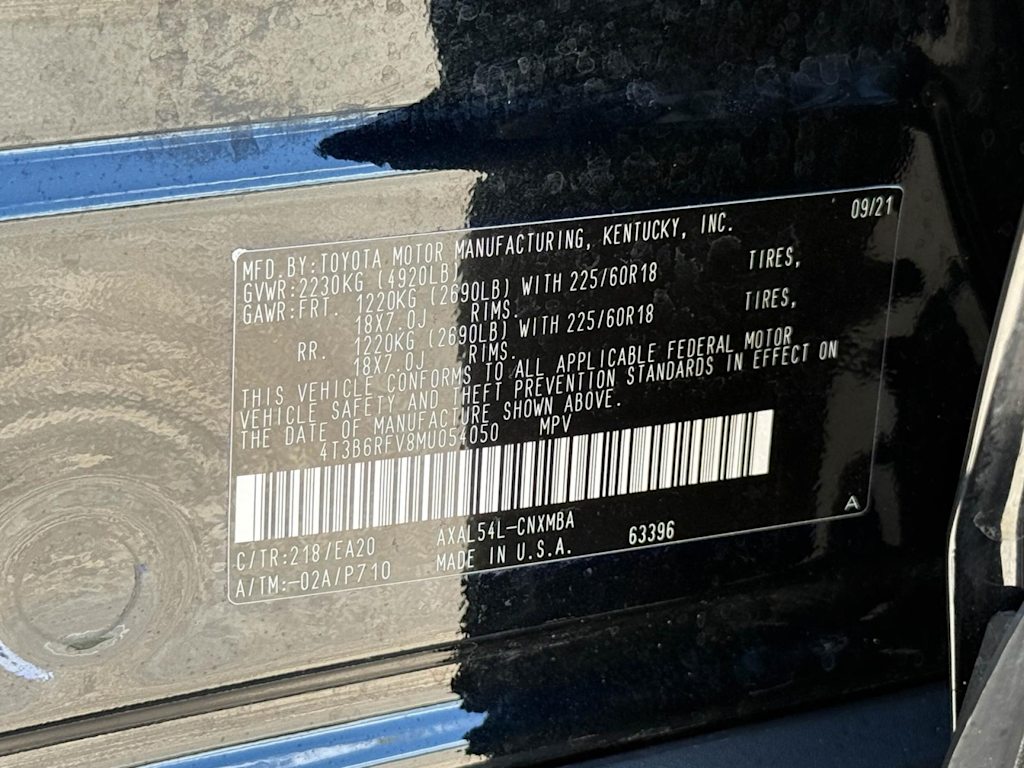 09/21
MFD.BY:TOYOTA MOTOR MANUFACTURING, KENTUCKY, INC.
GVWR:2230KG (4920LB)
GAWR:FRT. 1220KG (2690LB) WITH 225/60R18 TIRES,
18X7.0J RIMS.
RR. 1220KG (2690LB) WITH 225/60R18 TIRES,
18X7.0J RIMS.
THIS VEHICLE CONFORMS TO ALL APPLICABLE FEDERAL MOTOR
VEHICLE SAFETY AND THEFT PREVENTION STANDARDS IN EFFECT ON
THE DATE OF MANUFACTURE SHOWN ABOVE.
4T3B6RFV8MU054050 MPV
C/TR:218/EA20 AXAL54L-CNXMBA
A/TM:-02A/P710 MADE IN U.S.A. 63396
A